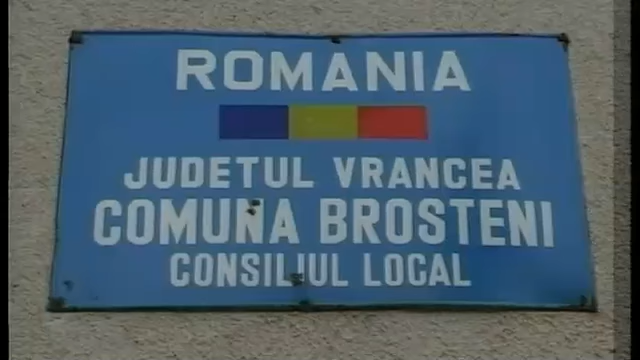 ROMANIA
JUDETUL VRANCEA
COMUNA BROSTENI
CONSILIUL LOCAL